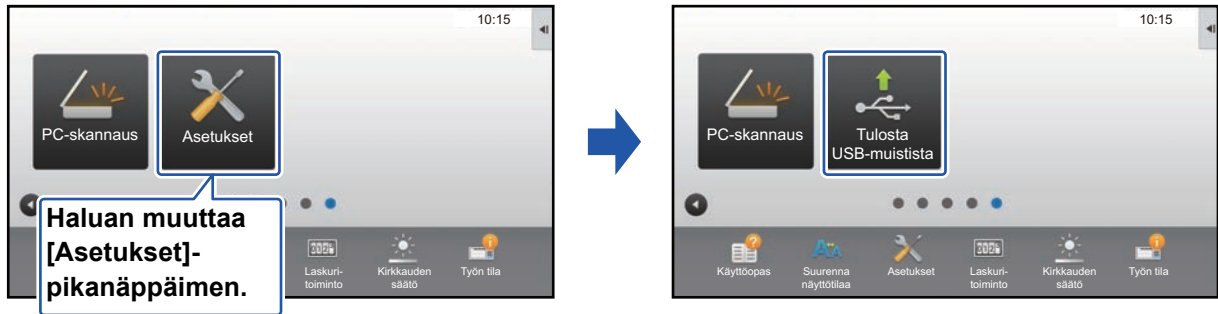 10:15
PC-skannaus
Asetukset
Haluan muuttaa
[Asetukset]-
pikanäppäimen.
Laskuri-
toiminto
Kirkkauden
säätö
Työn tila
10:15
PC-skannaus
Tulosta
USB-muistista
Käyttöopas
Suurenna
näyttötilaa
Asetukset
Laskuri-
toiminto
Kirkkauden
säätö
Työn tila